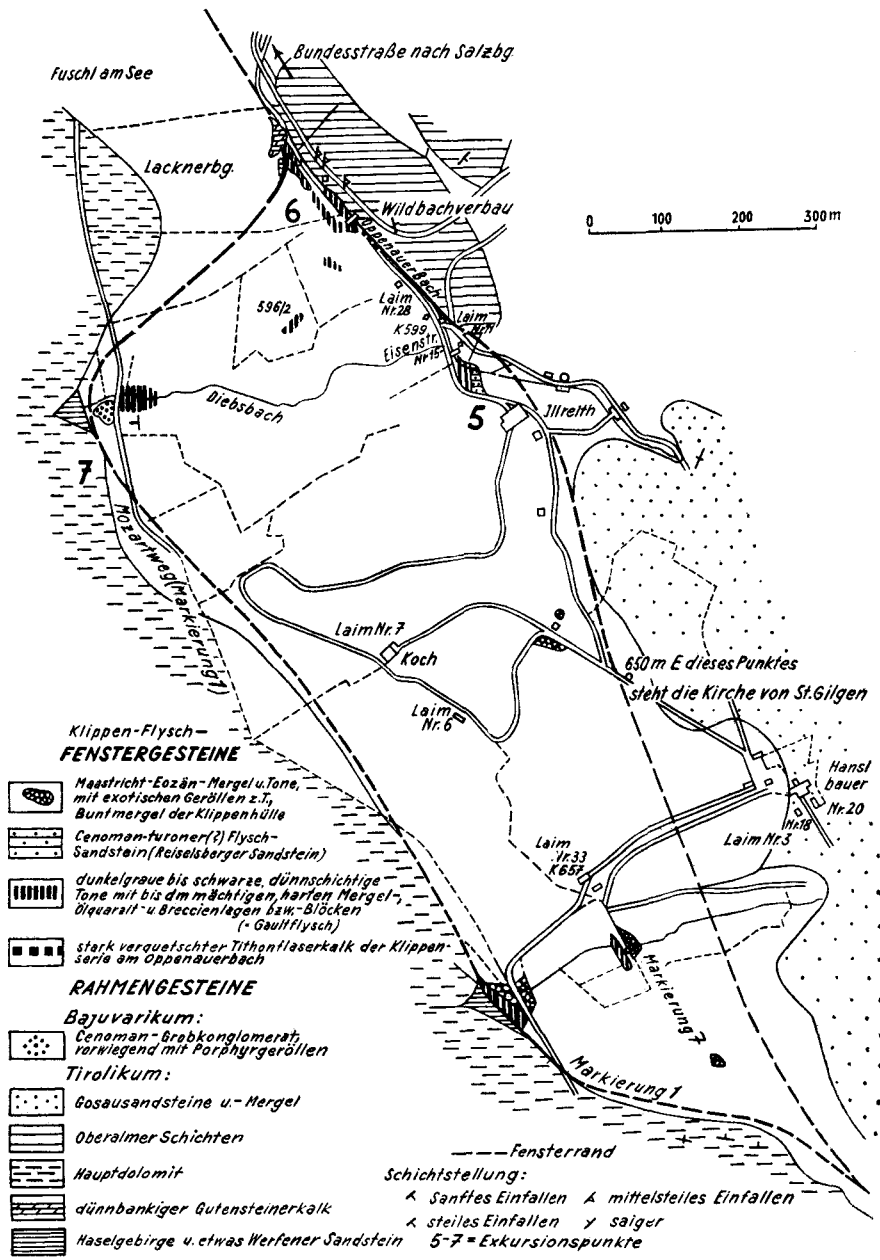 Bundesstraße nach Salzbg.
Fuschl am See
Lacknerbg.
6
Wildbachverbau
0 100 200 300 m
Oppenauerbach
596/2
Laim
Nr.28
K599
Laim
Eisenstr.
Nr 15
Diebsbach
5
Illreith
7
Mozartweg (Markierung 1)
Laim Nr.7
Koch
650 m E dieses Punktes
steht die Kirche von St.Gilgen
Laim
Nr.6
Hansl
bauer
Nr.20
Nr.18
Laim Nr.3
Laim
Nr.33
K657
Markierung 7
Markierung 1
Klippen-Flysch-
FENSTERGESTEINE
Maastricht-Eozän-Mergel u. Tone,
mit exotischen Geröllen z.T.,
Buntmergel der Klippenhülle
Cenoman-turoner(?) Flysch-
Sandstein (Reiselsberger Sandstein)
dunkelgraue bis schwarze, dünnschichtige
Tone mit bis dm mächtigen, harten Mergel-,
Ölquarzit- u. Breccienlagen bzw.- Blöcken
(= Gaultflysch)
stark verquetschter Tithonflaserkalk der Klippen-
serie am Oppenauerbach
RAHMENGESTEINE
Bajuvarikum:
Cenoman-Grobkonglomerat,
vorwiegend mit Porphyrgeröllen
Tirolikum:
Gosausandsteine u.- Mergel
Oberalmer Schichten
Hauptdolomit
dünnbankiger Gutensteinerkalk
Haselgebirge u. etwas Werfener Sandstein
Fensterrand
Schichtstellung:
sanftes Einfallen mittelsteiles Einfallen
steiles Einfallen saiger
5-7 = Exkursionspunkte